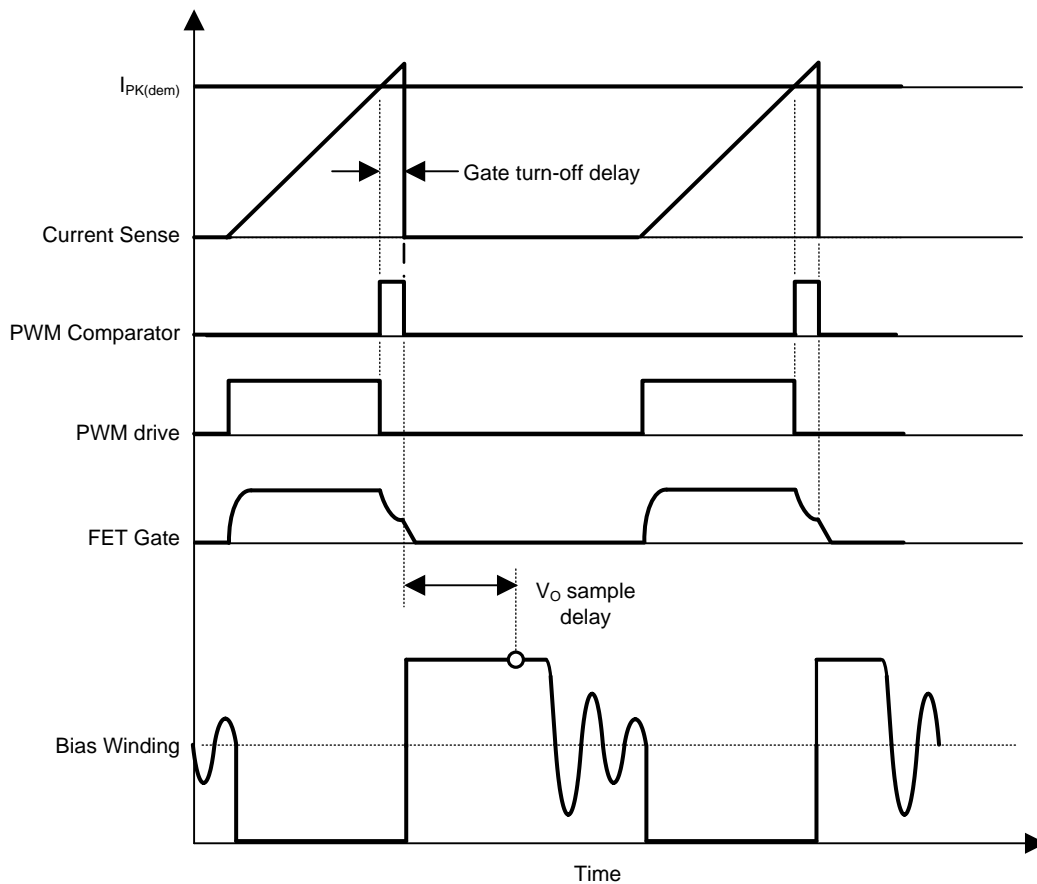 I_PK(dem)
Gate turn-off delay
Current Sense
PWM Comparator
PWM drive
FET Gate
V_O sample
delay
Bias Winding
Time